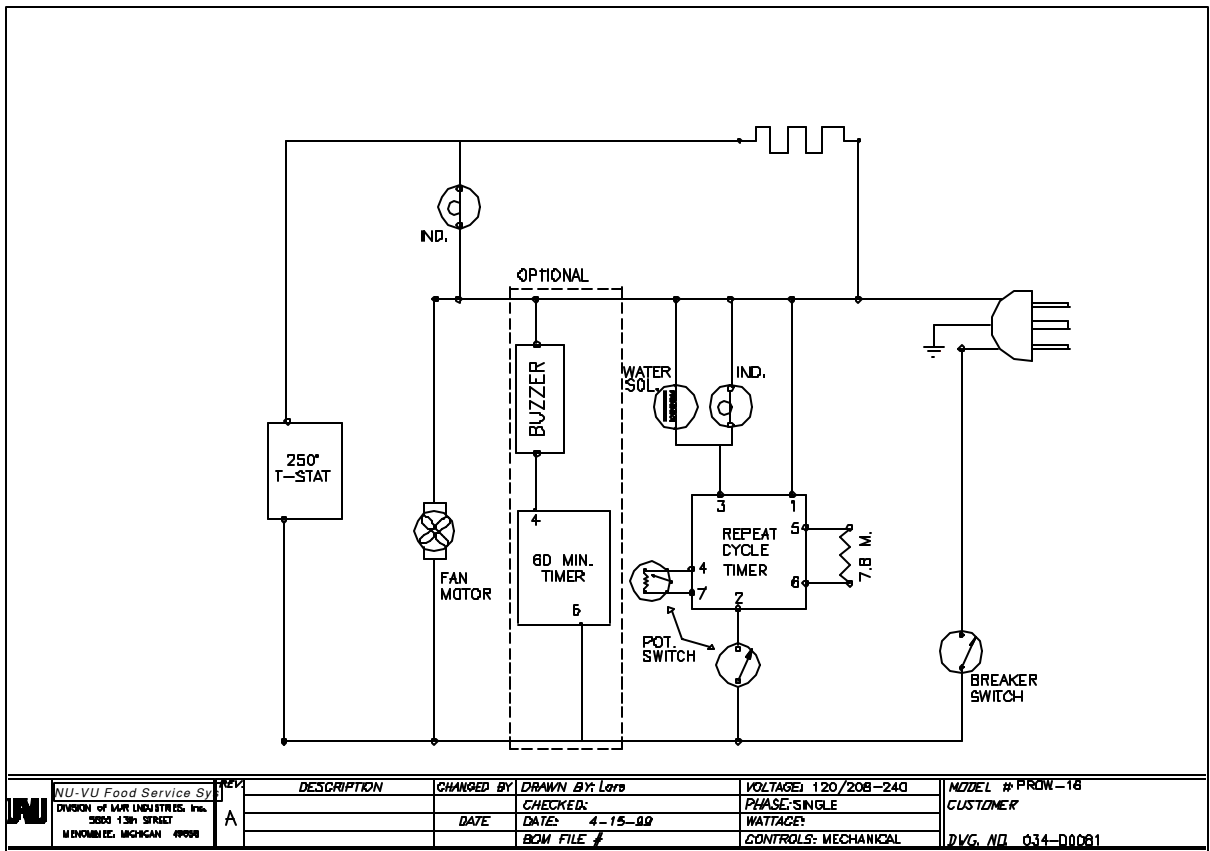 IND.
OPTIONAL
BUZZER
WATER
SOL.
IND.
250°
T-STAT
4
60 MIN.
TIMER
6
FAN
MOTOR
3 1
REPEAT
CYCLE
TIMER
5
6
4
7
2
7.8 M.
POT.
SWITCH
BREAKER
SWITCH
NU-VU Food Service Sys
DIVISION of MJR INDUSTRIES, Inc.
5600 13th STREET
MENOMINEE, MICHIGAN 49858
NUVU
REV.
A
DESCRIPTION
CHANGED BY
DATE
DRAWN BY: Lars
CHECKED:
DATE: 4-15-99
BOM FILE #
VOLTAGE: 120/208-240
PHASE: SINGLE
WATTAGE:
CONTROLS: MECHANICAL
MODEL # PROW-18
CUSTOMER
DWG. NO. 034-D0081